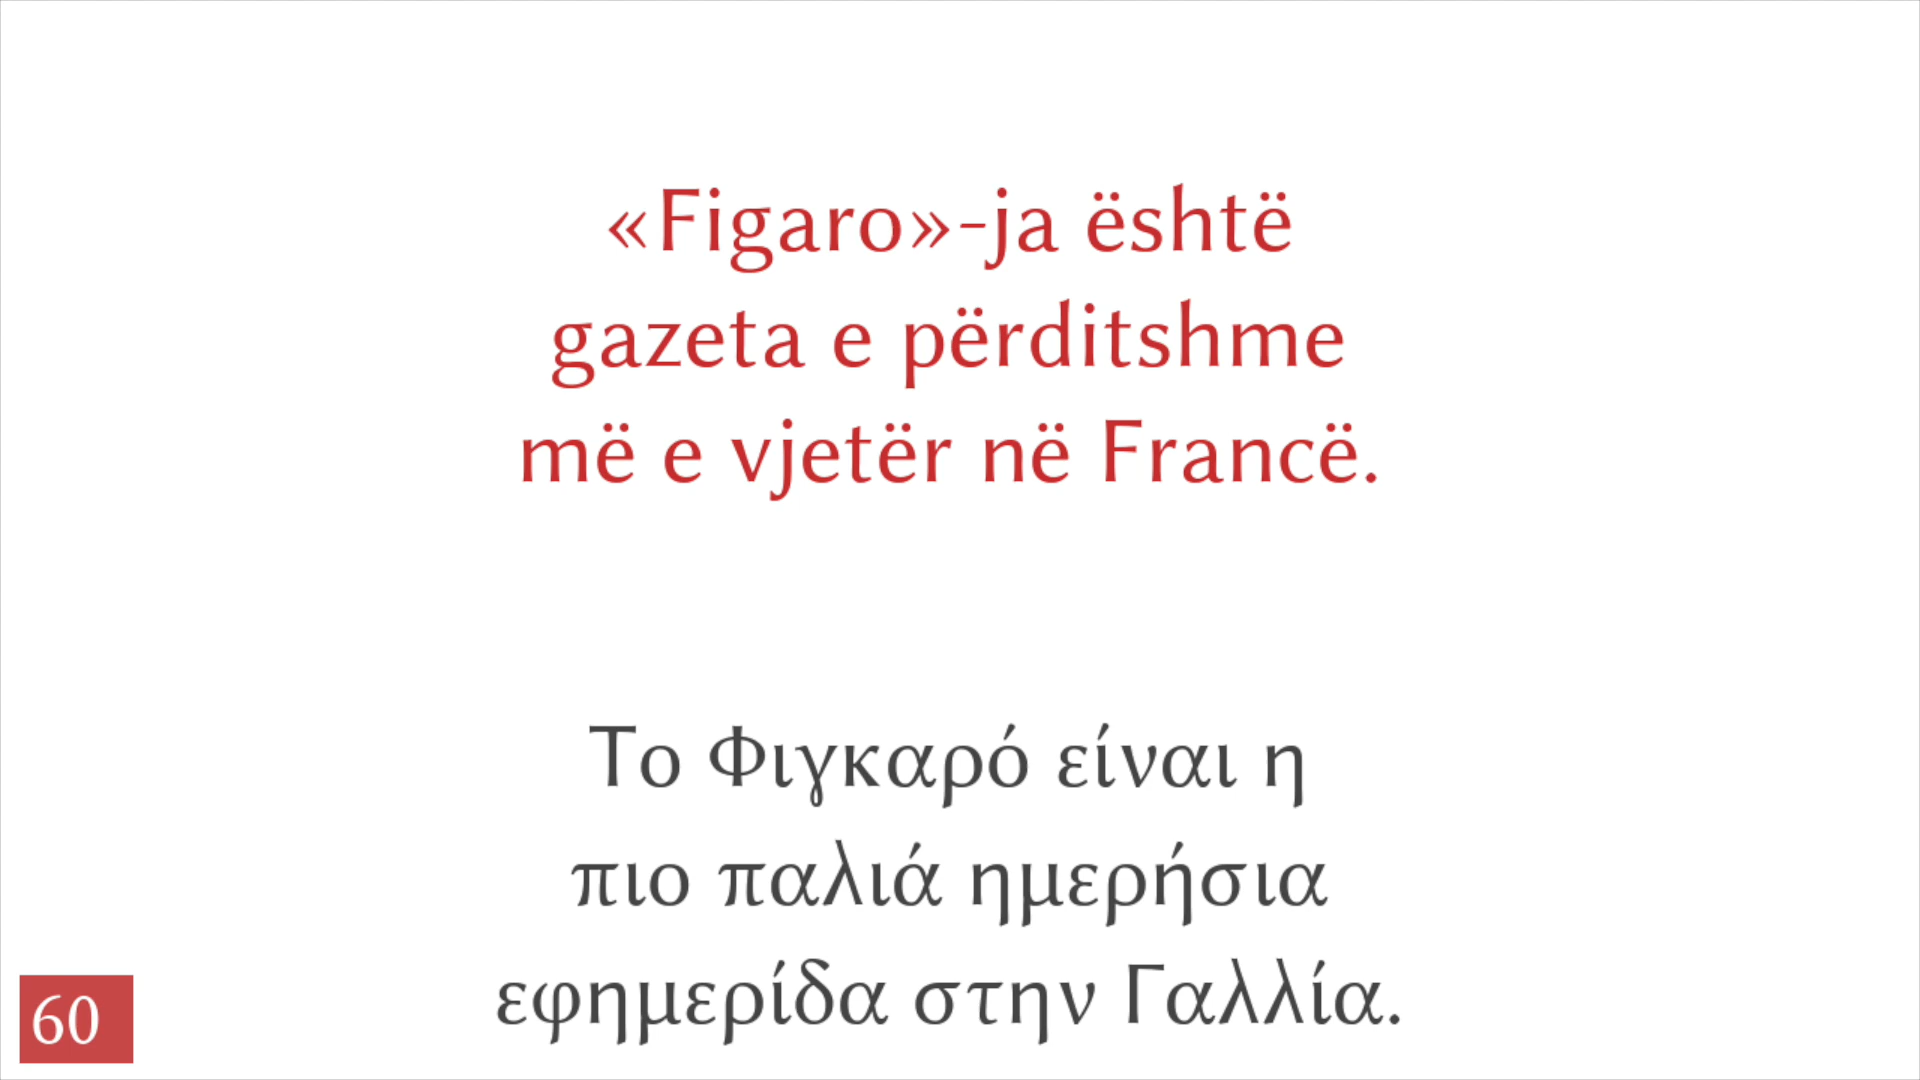 «Figaro»-ja është
gazeta e përditshme
më e vjetër në Francë.
Το Φιγκαρό είναι η
πιο παλιά ημερήσια
εφημερίδα στην Γαλλία.
60